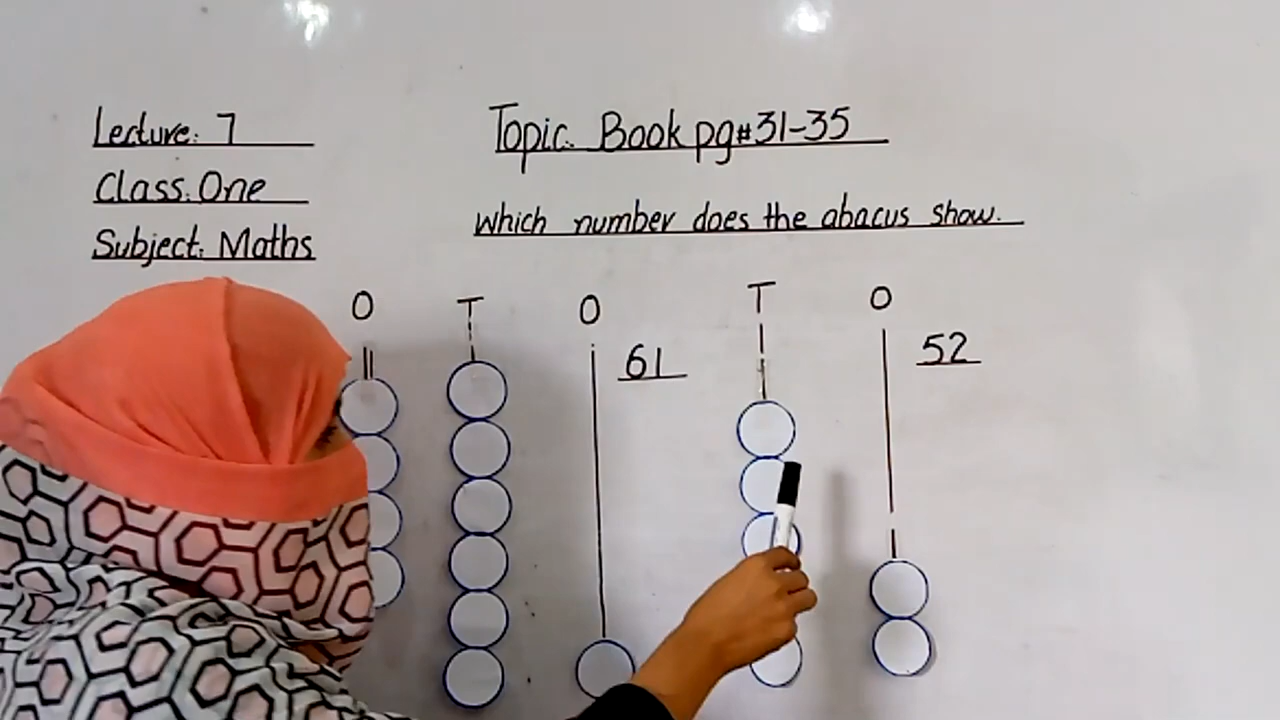 Lecture: 7
Class: One
Subject: Maths
Topic: Book pg#31-35
Which number does the abacus show.
O T O T O
61 52